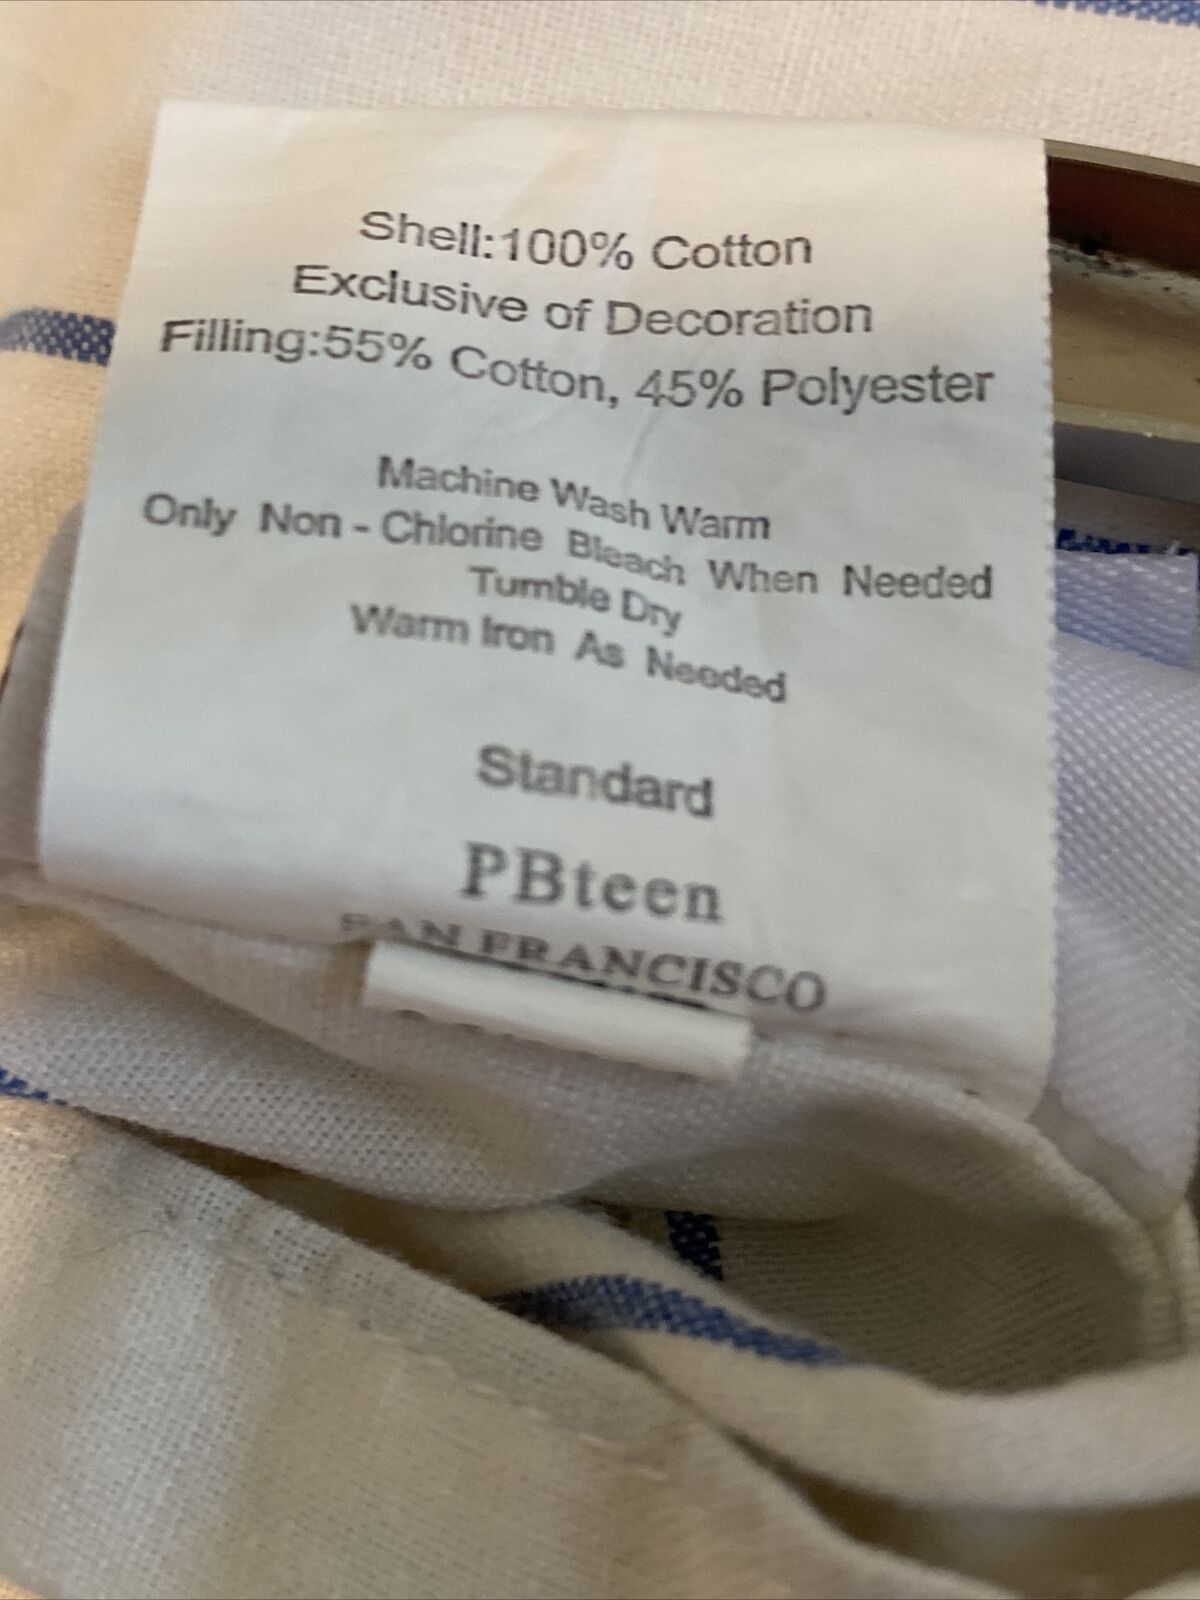 Shell:100% Cotton
Exclusive of Decoration
Filling:55% Cotton, 45% Polyester
Machine Wash Warm
Only Non - Chlorine Bleach When Needed
Tumble Dry
Warm Iron As Needed
Standard
PBteen
SAN FRANCISCO